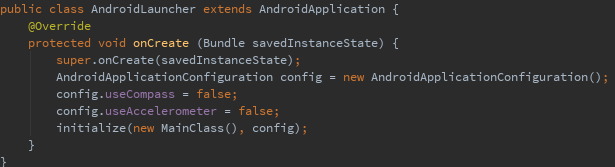 public class AndroidLauncher extends AndroidApplication {
    @Override
    protected void onCreate (Bundle savedInstanceState) {
        super.onCreate(savedInstanceState);
        AndroidApplicationConfiguration config = new AndroidApplicationConfiguration();
        config.useCompass = false;
        config.useAccelerometer = false;
        initialize(new MainClass(), config);
    }
}